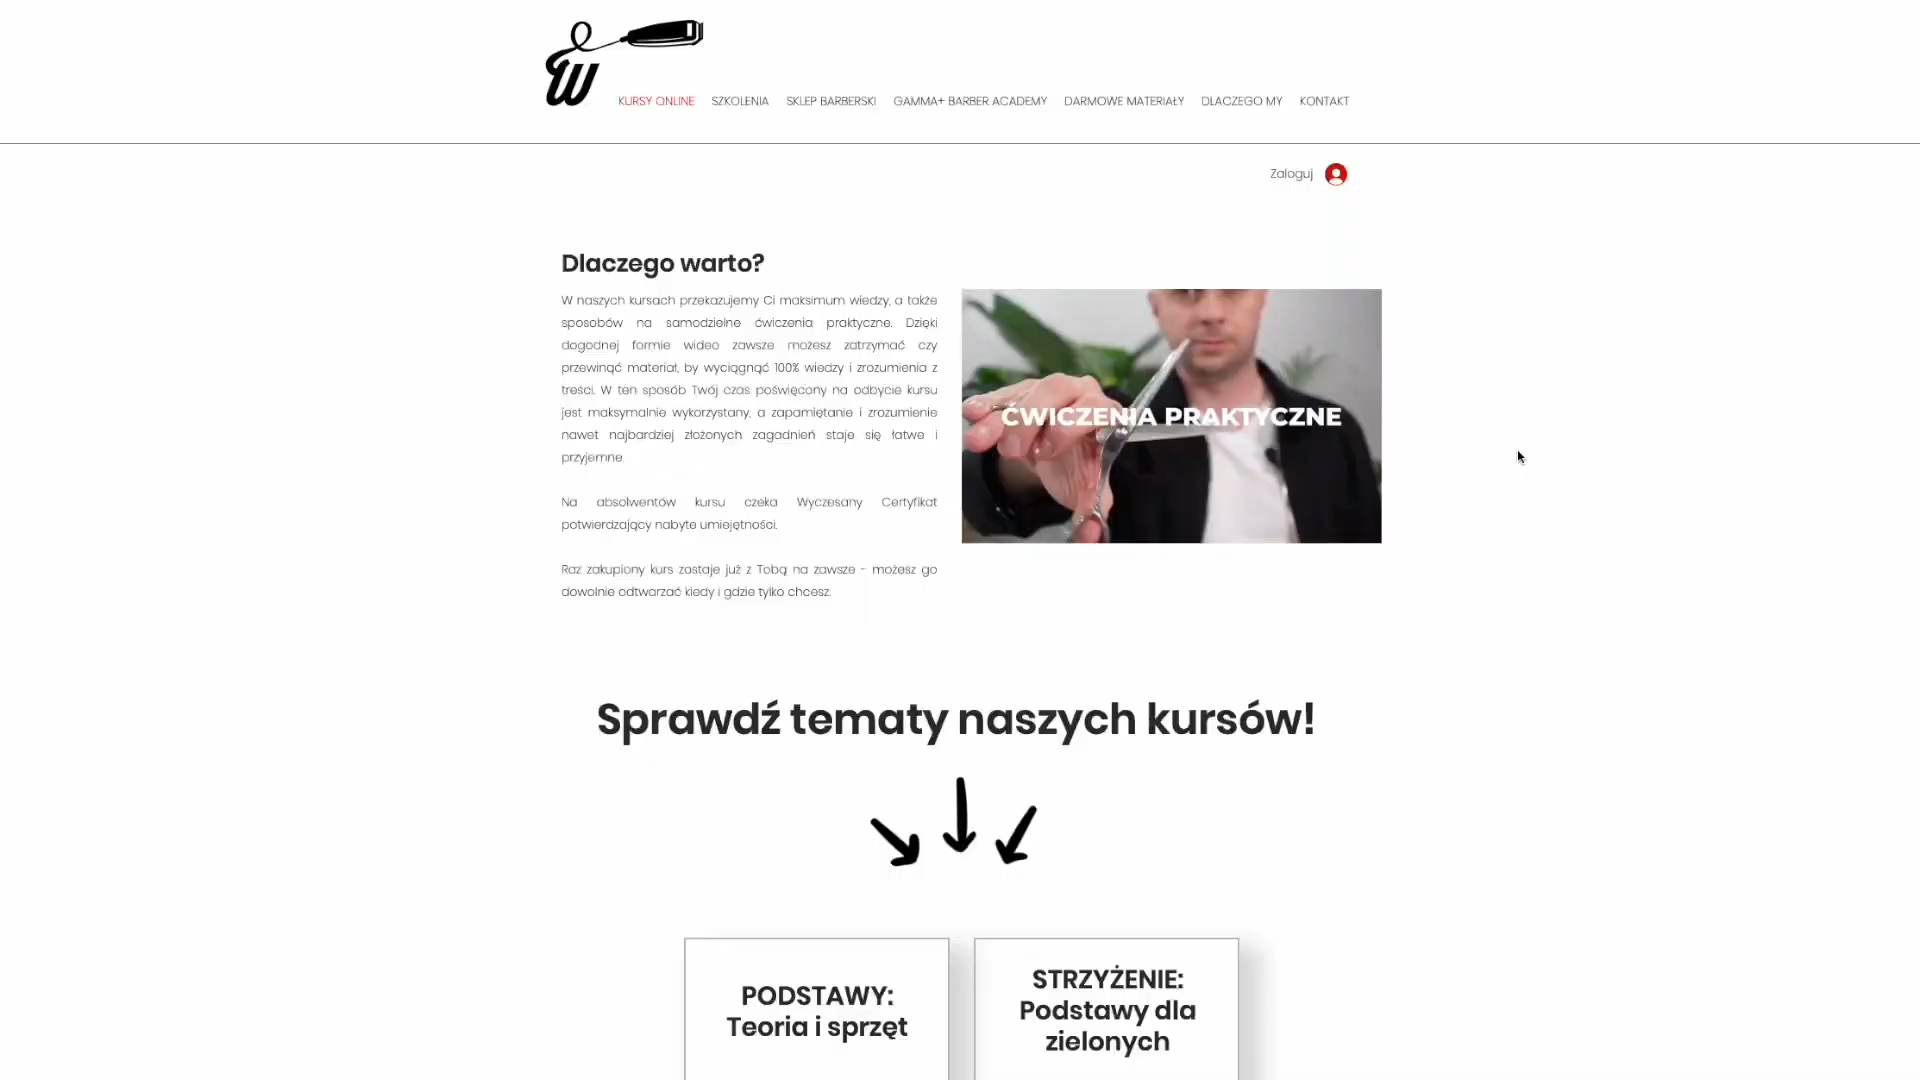 W
KURSY ONLINE SZKOLENIA SKLEP BARBERSKI GAMMA+ BARBER ACADEMY DARMOWE MATERIAŁY DLACZEGO MY KONTAKT
Zaloguj
Dlaczego warto?
W naszych kursach przekazujemy Ci maksimum wiedzy, a także
sposobów na samodzielne ćwiczenia praktyczne. Dzięki
dogodnej formie wideo zawsze możesz zatrzymać czy
przewinąć materiał, by wyciągnąć 100% wiedzy i zrozumienia z
treści. W ten sposób Twój czas poświęcony na odbycie kursu
jest maksymalnie wykorzystany, a zapamiętanie i zrozumienie
nawet najbardziej złożonych zagadnień staje się łatwe i
przyjemne.
Na absolwentów kursu czeka Wyczesany Certyfikat
potwierdzający nabyte umiejętności.
Raz zakupiony kurs zostaje już z Tobą na zawsze - możesz go
dowolnie odtwarzać kiedy i gdzie tylko chcesz.
ĆWICZENIA PRAKTYCZNE
Sprawdź tematy naszych kursów!
PODSTAWY:
Teoria i sprzęt
STRZYŻENIE:
Podstawy dla
zielonych